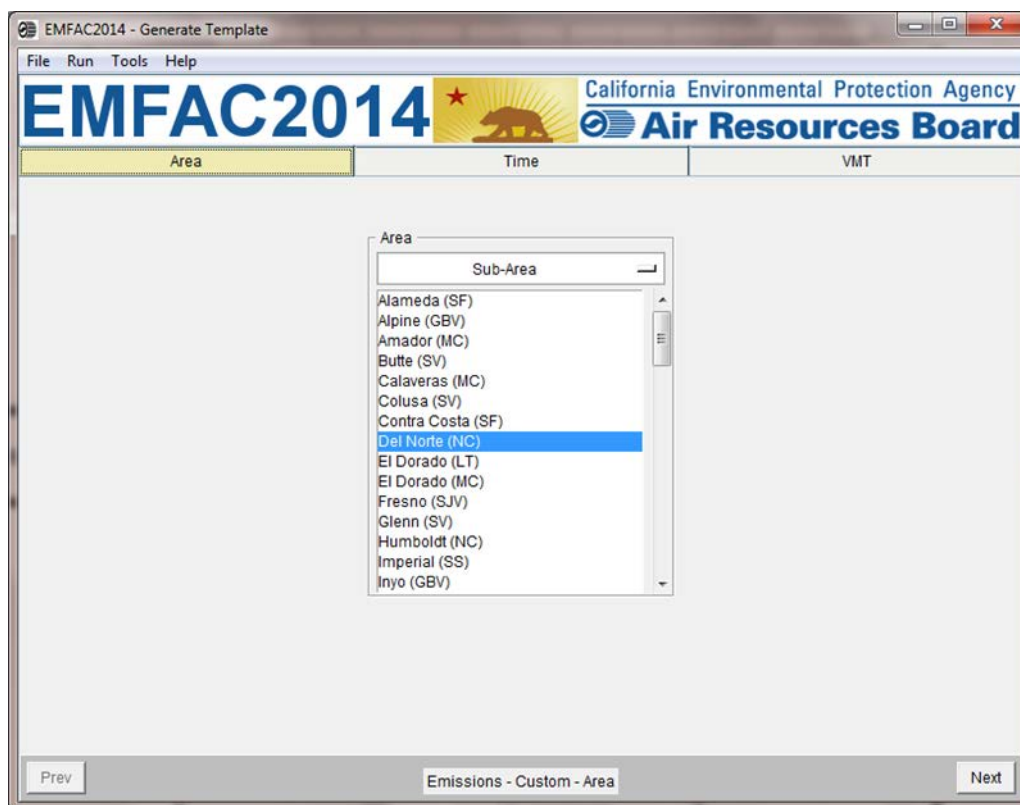 EMFAC2014 - Generate Template
File Run Tools Help
EMFAC2014
California Environmental Protection Agency
Air Resources Board
Area Time VMT
Area
Sub-Area
Alameda (SF)
Alpine (GBV)
Amador (MC)
Butte (SV)
Calaveras (MC)
Colusa (SV)
Contra Costa (SF)
Del Norte (NC)
El Dorado (LT)
El Dorado (MC)
Fresno (SJV)
Glenn (SV)
Humboldt (NC)
Imperial (SS)
Inyo (GBV)
Prev Emissions - Custom - Area Next